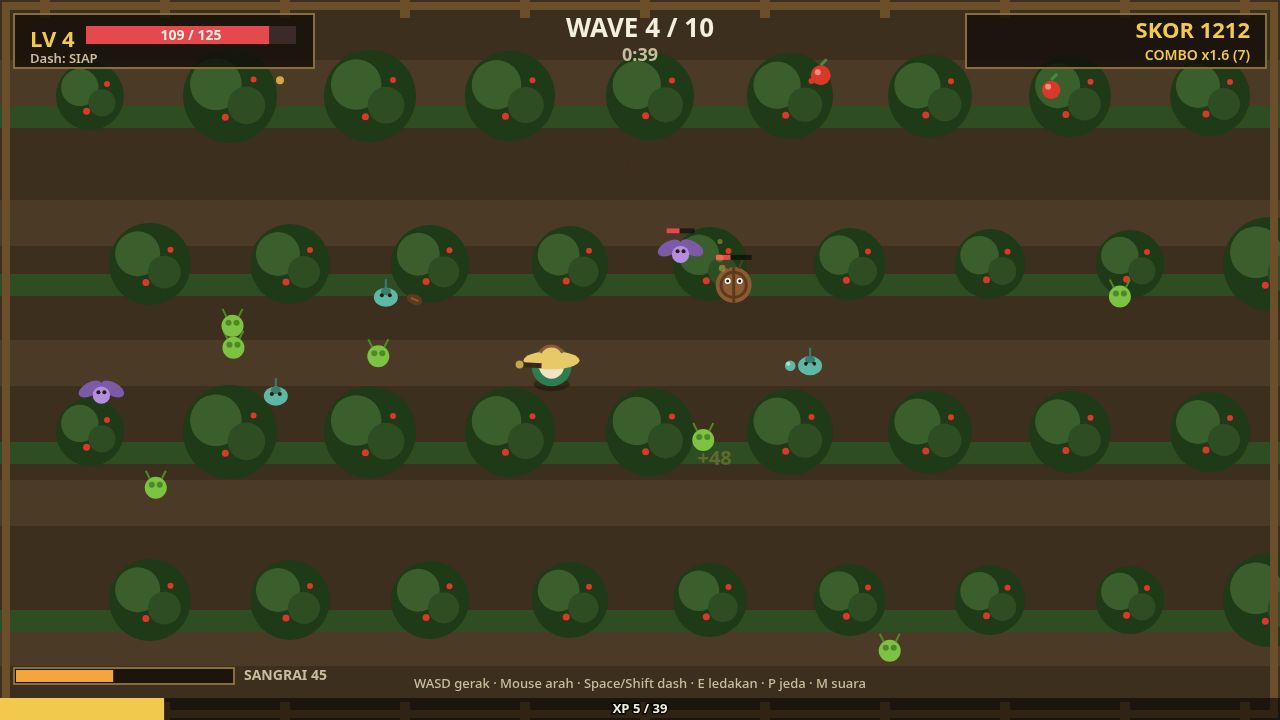 LV 4
109 / 125
Dash: SIAP
WAVE 4 / 10
0:39
SKOR 1212
COMBO x1.6 (7)
+48
SANGRAI 45
WASD gerak · Mouse arah · Space/Shift dash · E ledakan · P jeda · M suara
XP 5 / 39